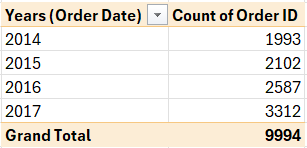 Years (Order Date) Count of Order ID
2014 1993
2015 2102
2016 2587
2017 3312
Grand Total 9994